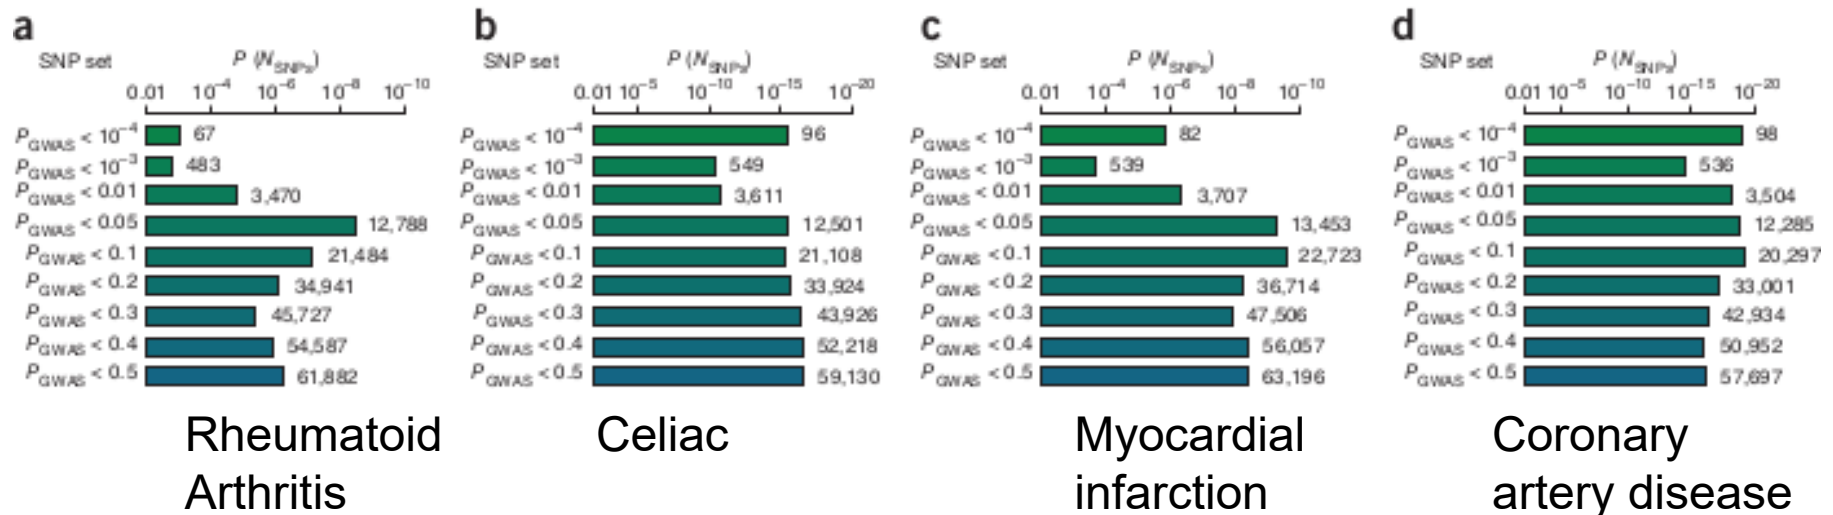 a
SNP set P (N_SNPs)
0.01 10^-4 10^-6 10^-8 10^-10
P_GWAS < 10^-4 67
P_GWAS < 10^-3 483
P_GWAS < 0.01 3,470
P_GWAS < 0.05 12,788
P_GWAS < 0.1 21,484
P_GWAS < 0.2 34,941
P_GWAS < 0.3 45,727
P_GWAS < 0.4 54,587
P_GWAS < 0.5 61,882
Rheumatoid
Arthritis
b
SNP set P (N_SNPs)
0.01 10^-5 10^-10 10^-15 10^-20
P_GWAS < 10^-4 96
P_GWAS < 10^-3 549
P_GWAS < 0.01 3,611
P_GWAS < 0.05 12,501
P_GWAS < 0.1 21,108
P_GWAS < 0.2 33,924
P_GWAS < 0.3 43,926
P_GWAS < 0.4 52,218
P_GWAS < 0.5 59,130
Celiac
c
SNP set P (N_SNPs)
0.01 10^-4 10^-6 10^-8 10^-10
P_GWAS < 10^-4 82
P_GWAS < 10^-3 539
P_GWAS < 0.01 3,707
P_GWAS < 0.05 13,453
P_GWAS < 0.1 22,723
P_GWAS < 0.2 36,714
P_GWAS < 0.3 47,506
P_GWAS < 0.4 56,057
P_GWAS < 0.5 63,196
Myocardial
infarction
d
SNP set P (N_SNPs)
0.01 10^-5 10^-10 10^-15 10^-20
P_GWAS < 10^-4 98
P_GWAS < 10^-3 536
P_GWAS < 0.01 3,504
P_GWAS < 0.05 12,285
P_GWAS < 0.1 20,297
P_GWAS < 0.2 33,001
P_GWAS < 0.3 42,934
P_GWAS < 0.4 50,952
P_GWAS < 0.5 57,697
Coronary
artery disease